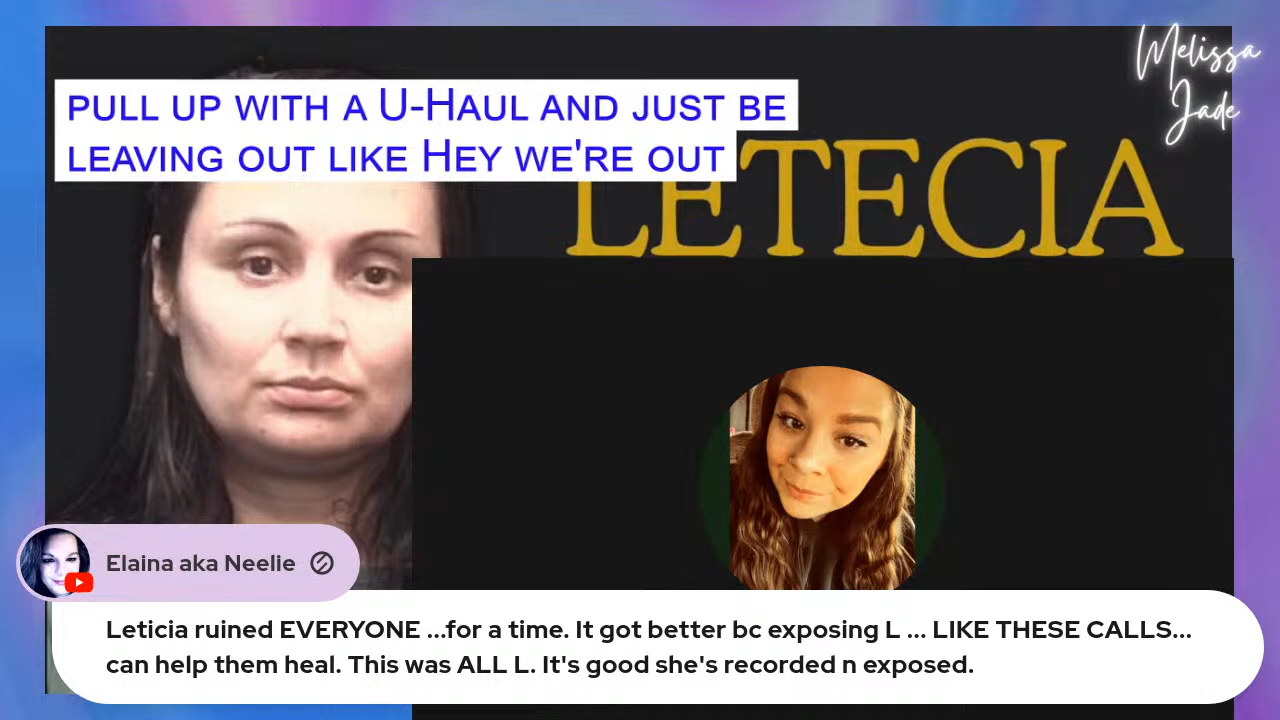 Melissa
Jade
PULL UP WITH A U-HAUL AND JUST BE
LEAVING OUT LIKE HEY WE'RE OUT
LETECIA
Elaina aka Neelie
Leticia ruined EVERYONE ...for a time. It got better bc exposing L ... LIKE THESE CALLS...
can help them heal. This was ALL L. It's good she's recorded n exposed.